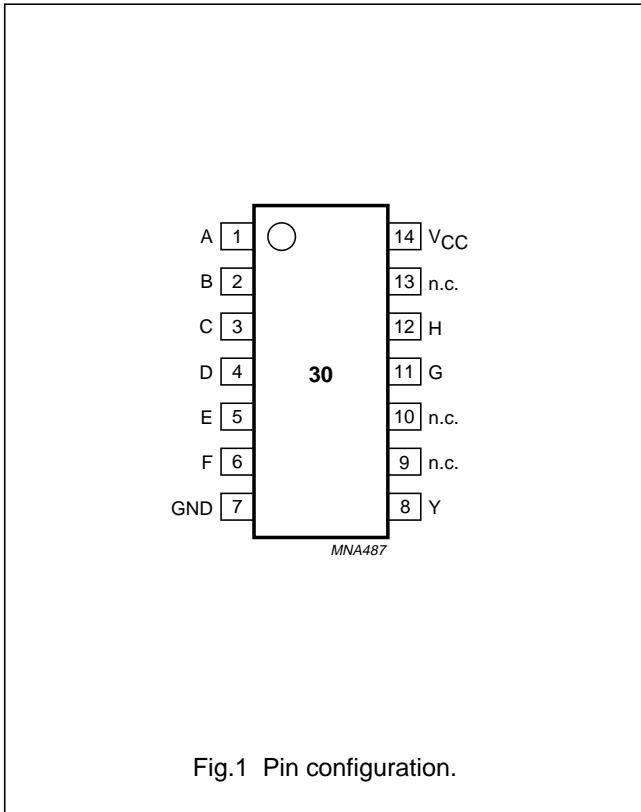 A 1 14 VCC
B 2 13 n.c.
C 3 12 H
D 4 30 11 G
E 5 10 n.c.
F 6 9 n.c.
GND 7 8 Y
MNA487
Fig.1 Pin configuration.